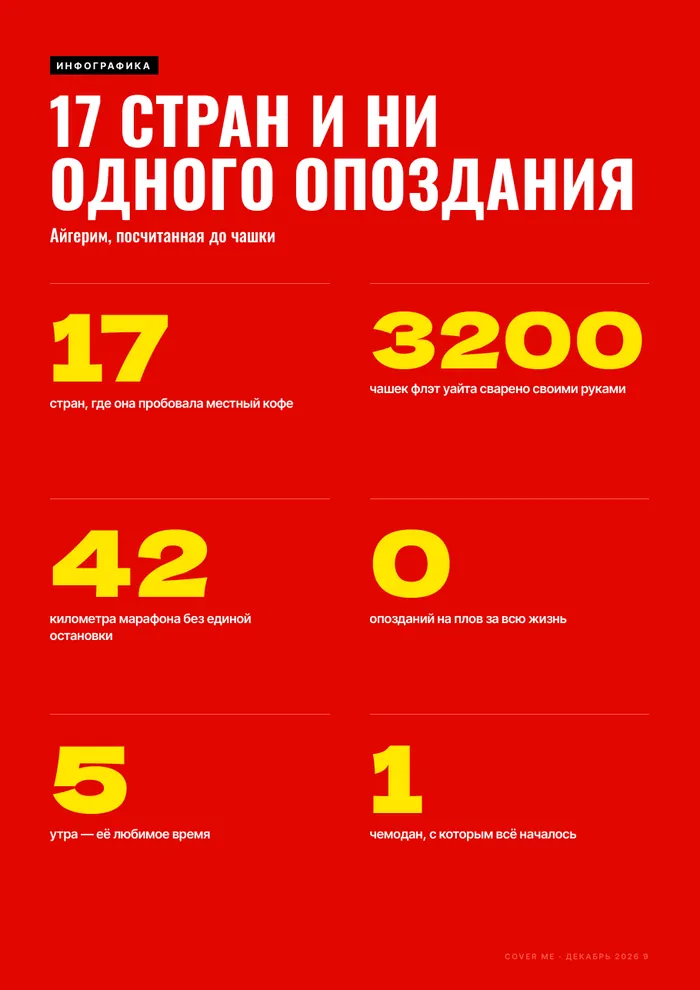 ИНФОГРАФИКА
17 СТРАН И НИ
ОДНОГО ОПОЗДАНИЯ
Айгерим, посчитанная до чашки
17
стран, где она пробовала местный кофе
3200
чашек флэт уайта сварено своими руками
42
километра марафона без единой
остановки
0
опозданий на плов за всю жизнь
5
утра — её любимое время
1
чемодан, с которым всё началось
COVER ME · ДЕКАБРЬ 2026 9